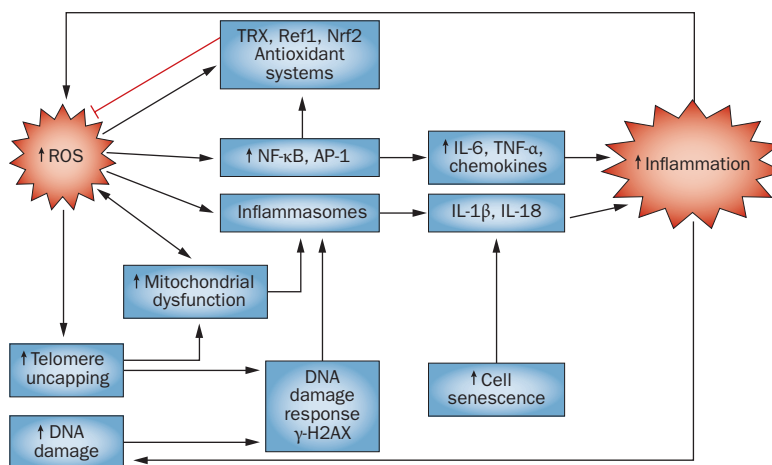 TRX, Ref1, Nrf2
Antioxidant
systems
↑ROS
↑NF-κB, AP-1
↑IL-6, TNF-α,
chemokines
↑Inflammation
Inflammasomes
IL-1β, IL-18
↑Mitochondrial
dysfunction
↑Telomere
uncapping
DNA
damage
response
γ-H2AX
↑Cell
senescence
↑DNA
damage